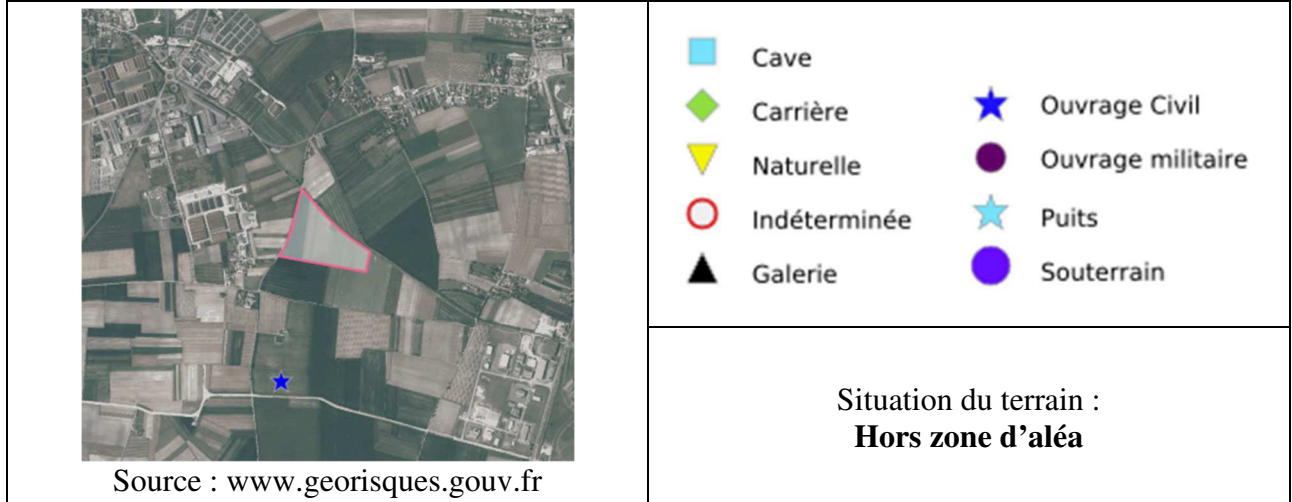 Source : www.georisques.gouv.fr
Cave
Carrière
Naturelle
Indéterminée
Galerie
Ouvrage Civil
Ouvrage militaire
Puits
Souterrain
Situation du terrain :
Hors zone d’aléa